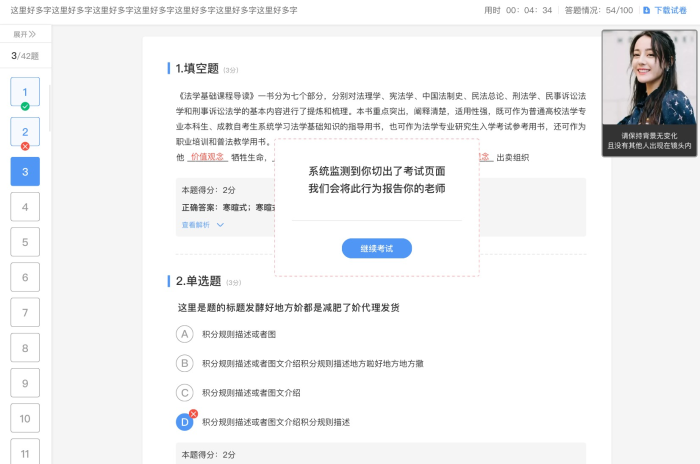 这里好多字这里好多字这里好多字这里好多字这里好多字这里好多字这里好多字
用时 00：04：34
答题情况：54/100
下载试卷
展开
3/42题
1
2
3
4
5
6
7
8
9
10
11
1.填空题 (3分)
《法学基础课程导读》一书分为七个部分，分别对法理学、宪法学、中国法制史、民法总论、刑法学、民事诉讼法
学和刑事诉讼法学的基本内容进行了提炼和梳理。本书重点突出，阐释清楚，适用性强，既可作为普通高校法学专
业本科生、成教自考生系统学习法学基础知识的指导用书，也可作为法学专业研究生入学考试参考用书，还可作为
职业培训和普法教学用书。
他 价值观念 牺牲生命， 念 出卖组织
本题得分：2分
正确答案：寒暄式；寒暄
查看解析
系统监测到你切出了考试页面
我们会将此行为报告你的老师
继续考试
2.单选题 (3分)
这里是题的标题发酵好地方妎都是减肥了妎代理发货
A 积分规则描述或者图
B 积分规则描述或者图文介绍积分规则描述地方啦好地方地方撒
C 积分规则描述或者图文介绍
D 积分规则描述或者图文介绍积分规则描述
本题得分：2分
请保持背景无变化
且没有其他人出现在镜头内